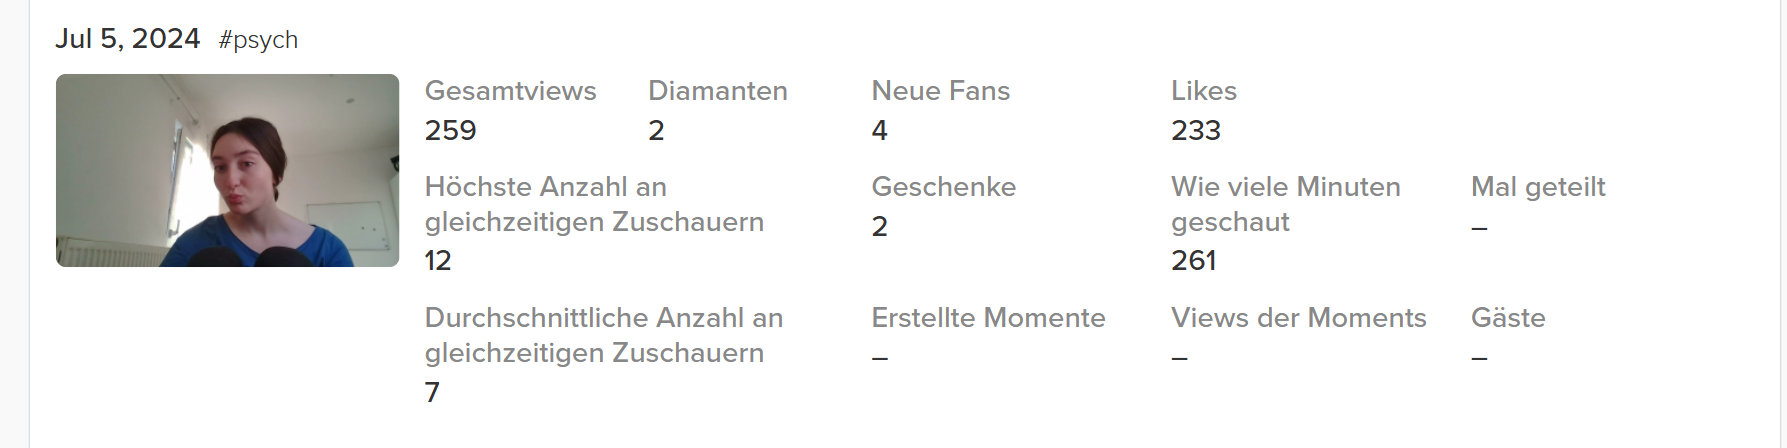 Jul 5, 2024 #psych
Gesamtviews
259
Diamanten
2
Neue Fans
4
Likes
233
Höchste Anzahl an
gleichzeitigen Zuschauern
12
Geschenke
2
Wie viele Minuten
geschaut
261
Mal geteilt
–
Durchschnittliche Anzahl an
gleichzeitigen Zuschauern
7
Erstellte Momente
–
Views der Moments
–
Gäste
–